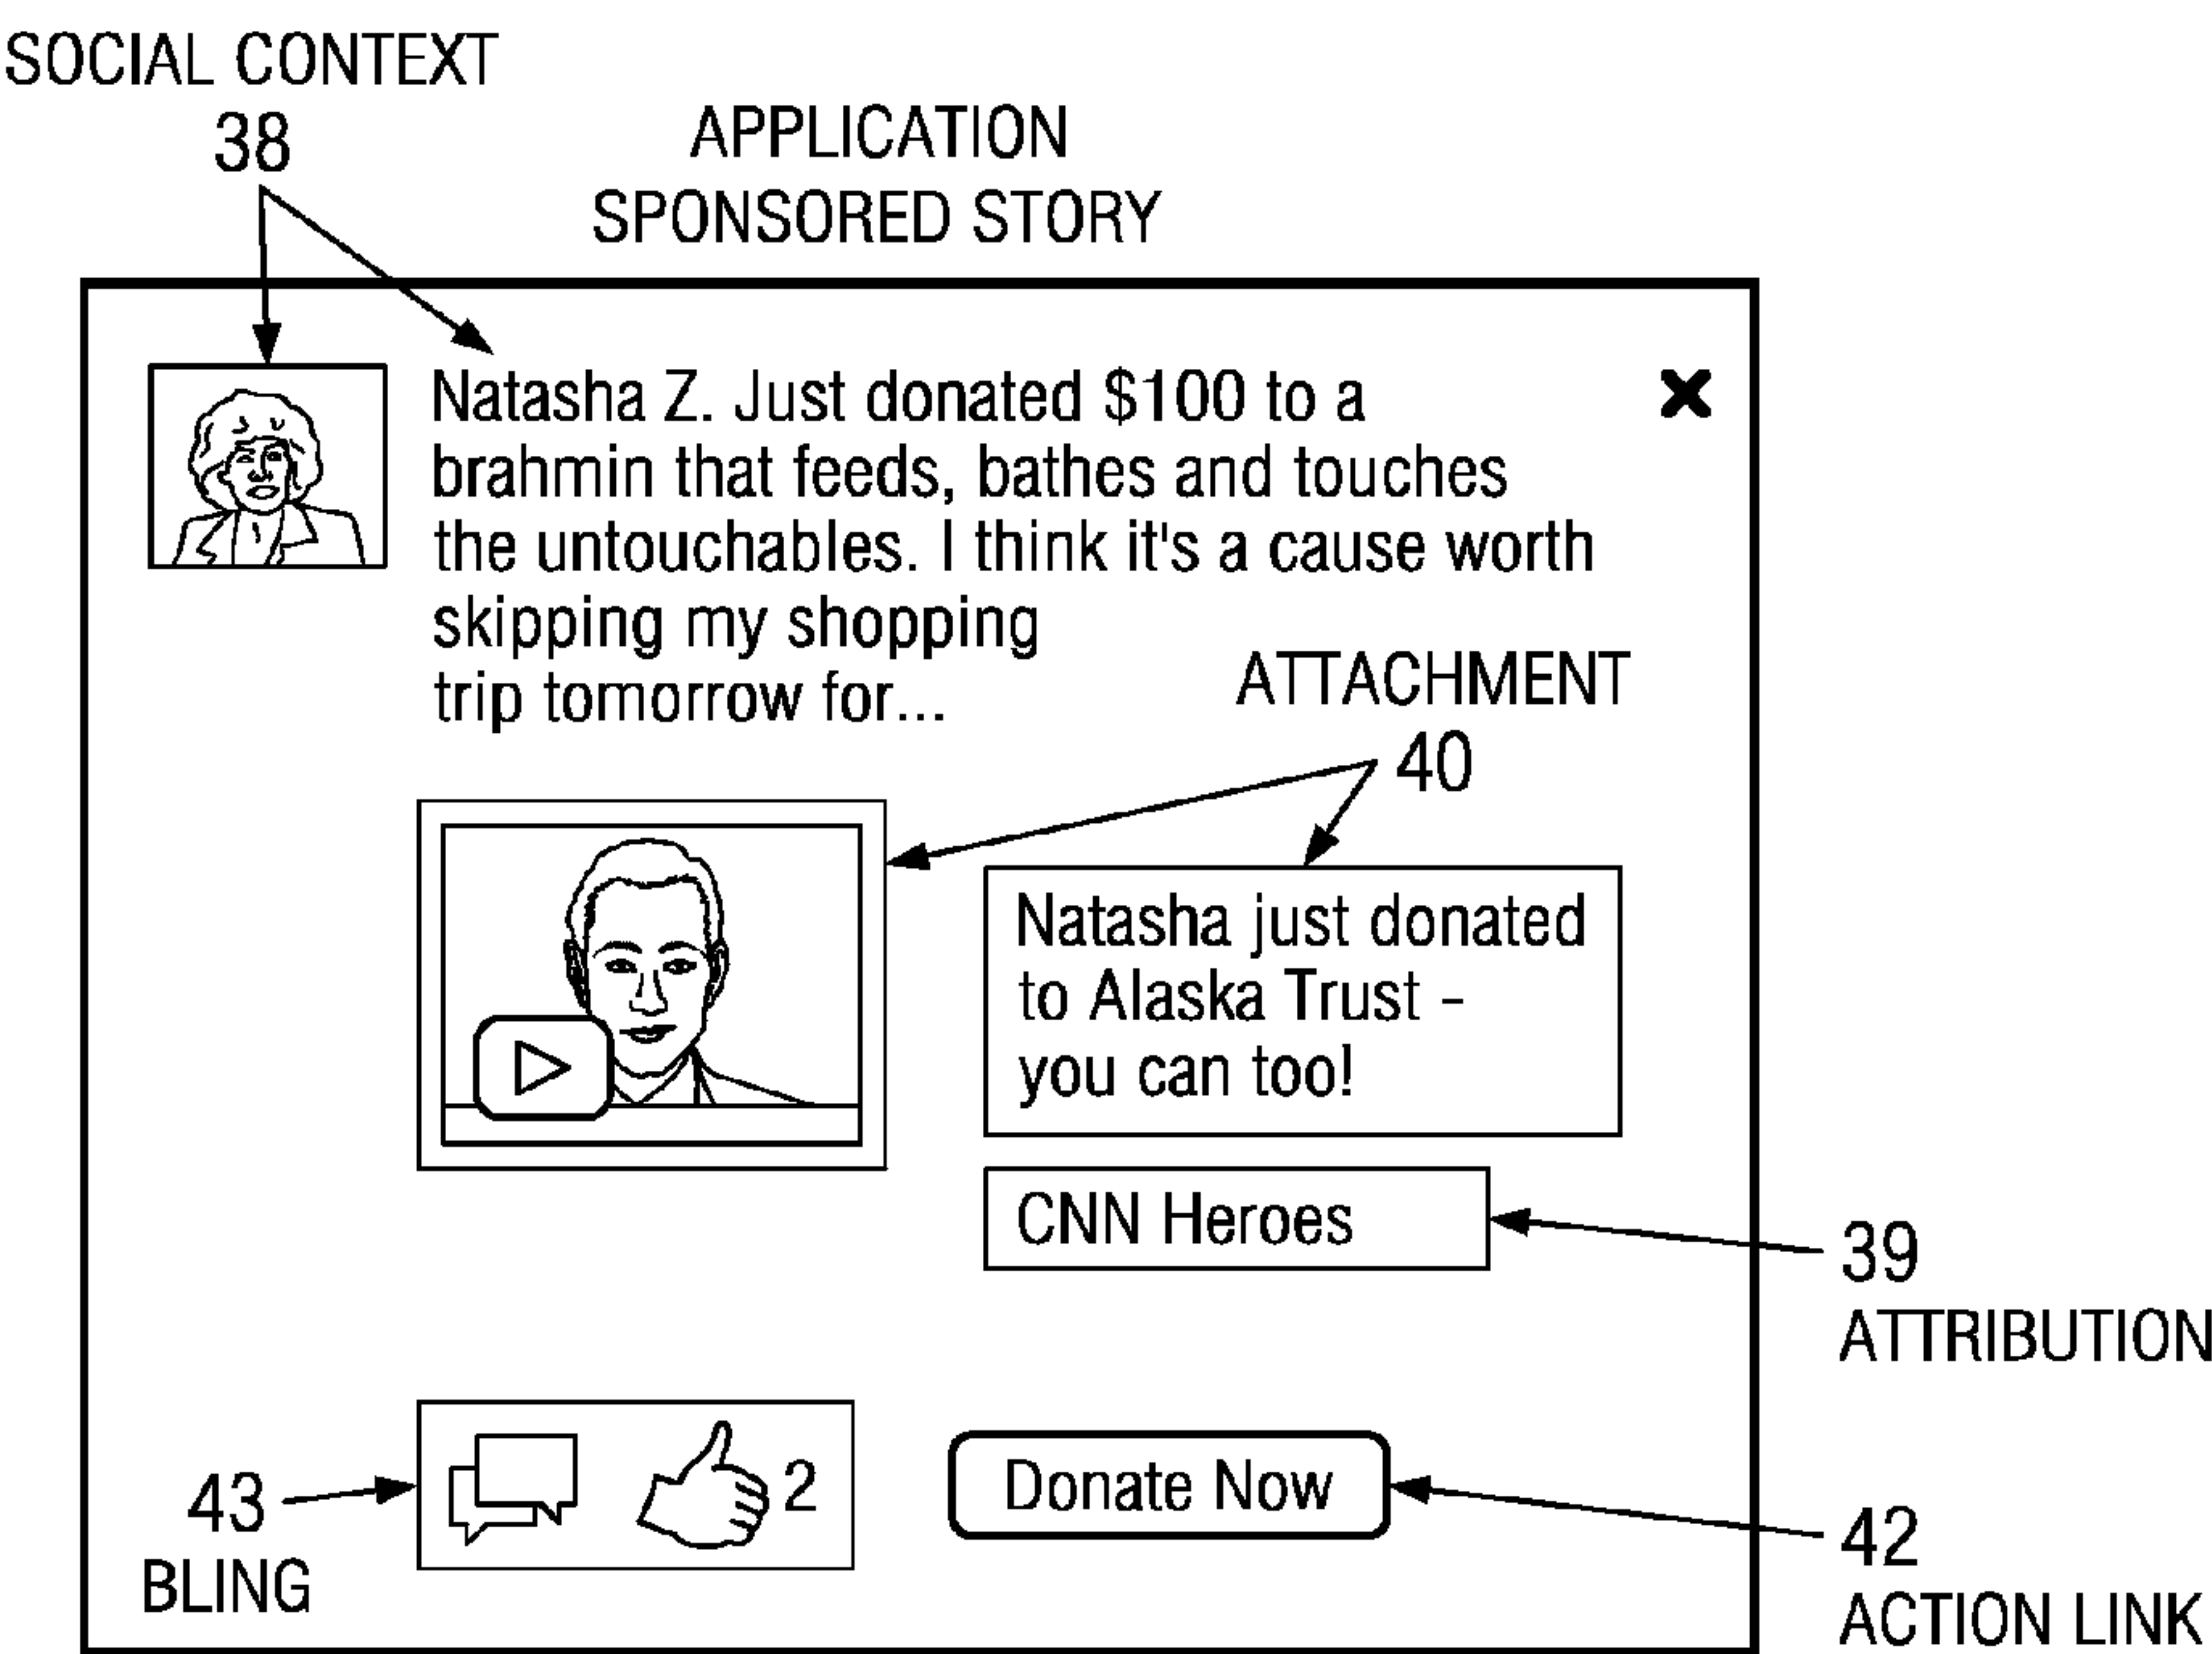 SOCIAL CONTEXT
38
APPLICATION
SPONSORED STORY
Natasha Z. Just donated $100 to a
brahmin that feeds, bathes and touches
the untouchables. I think it's a cause worth
skipping my shopping
trip tomorrow for...
ATTACHMENT
40
Natasha just donated
to Alaska Trust -
you can too!
CNN Heroes
39
ATTRIBUTION
43
BLING
2
Donate Now
42
ACTION LINK